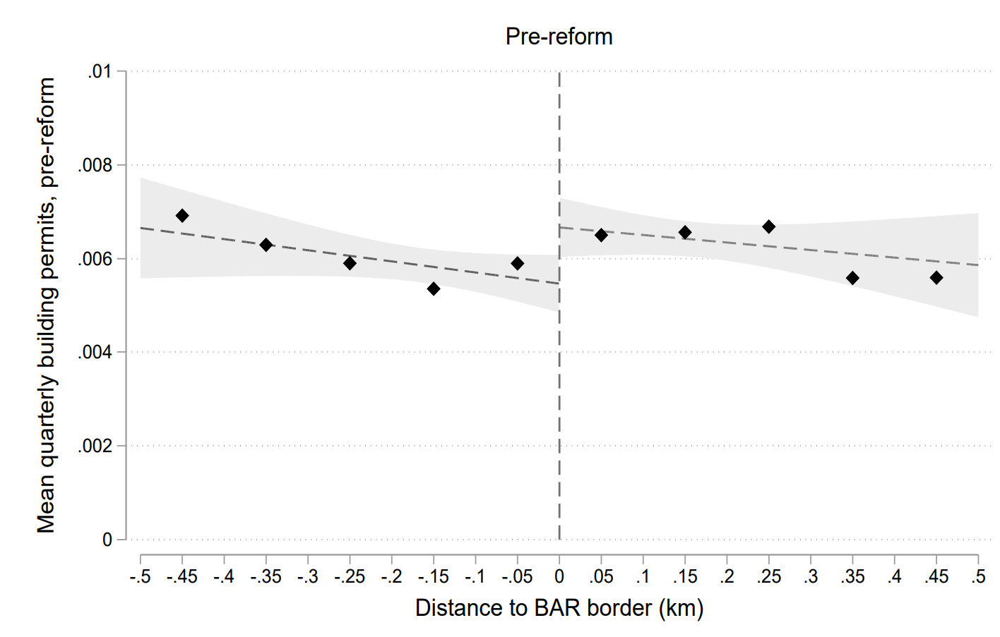 Pre-reform
Mean quarterly building permits, pre-reform
.01
.008
.006
.004
.002
0
-.5 -.45 -.4 -.35 -.3 -.25 -.2 -.15 -.1 -.05 0 .05 .1 .15 .2 .25 .3 .35 .4 .45 .5
Distance to BAR border (km)